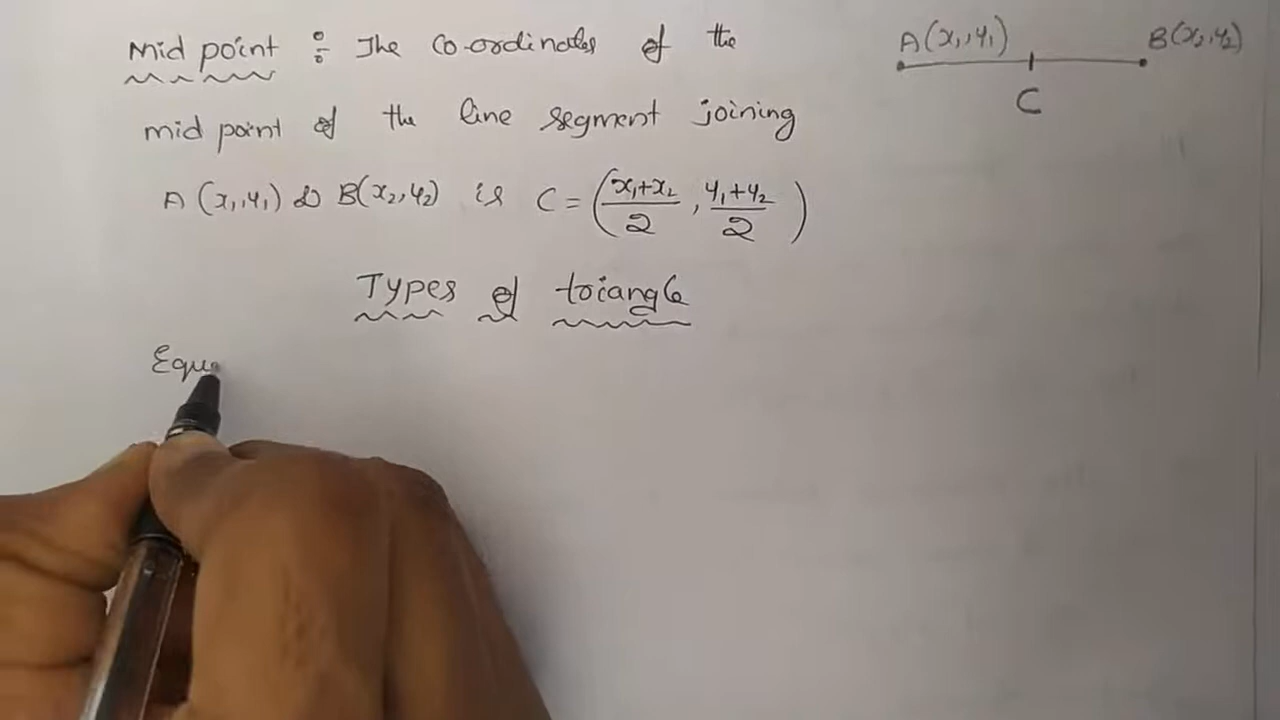 Mid point : The Co-ordinates of the
mid point of the line segment joining
A (x₁,y₁) & B(x₂,y₂) is C = (x₁+x₂/2, y₁+y₂/2)
A(x₁,y₁) B(x₂,y₂)
C
Types of triangle
Equ